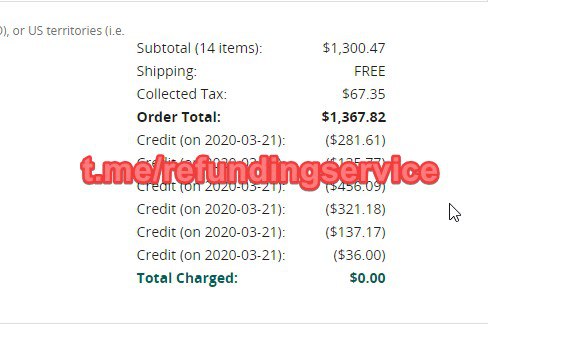 ), or US territories (i.e.
Subtotal (14 items): $1,300.47
Shipping: FREE
Collected Tax: $67.35
Order Total: $1,367.82
Credit (on 2020-03-21): ($281.61)
Credit (on 2020-03-21): ($135.77)
t.me/refundingservice
Credit (on 2020-03-21): ($456.09)
Credit (on 2020-03-21): ($321.18)
Credit (on 2020-03-21): ($137.17)
Credit (on 2020-03-21): ($36.00)
Total Charged: $0.00